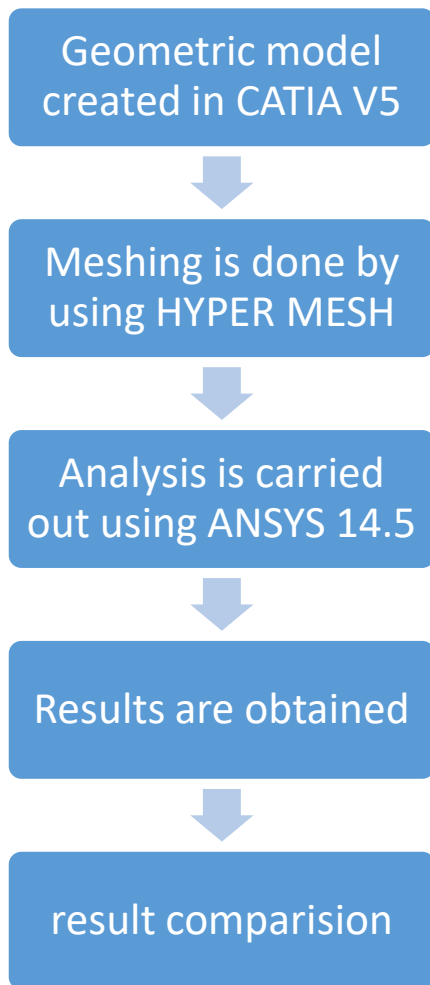 Geometric model
created in CATIA V5
Meshing is done by
using HYPER MESH
Analysis is carried
out using ANSYS 14.5
Results are obtained
result comparision